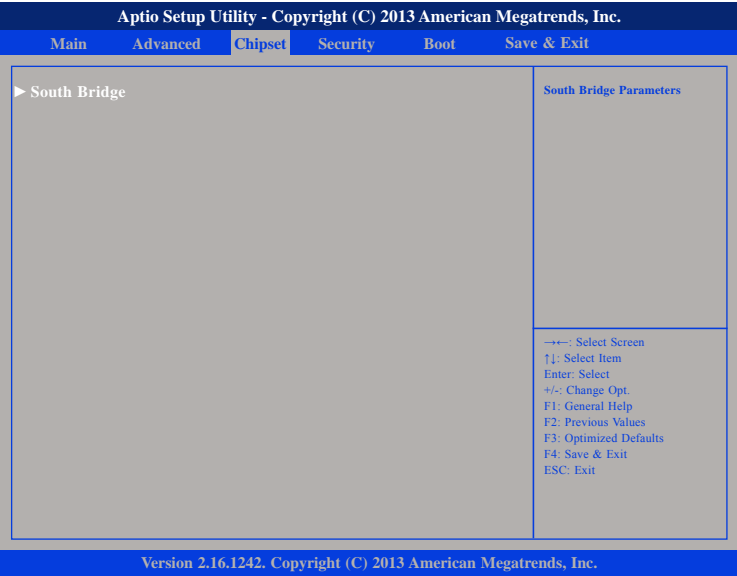 Aptio Setup Utility - Copyright (C) 2013 American Megatrends, Inc.
Main Advanced Chipset Security Boot Save & Exit
► South Bridge
South Bridge Parameters
→←: Select Screen
↑↓: Select Item
Enter: Select
+/-: Change Opt.
F1: General Help
F2: Previous Values
F3: Optimized Defaults
F4: Save & Exit
ESC: Exit
Version 2.16.1242. Copyright (C) 2013 American Megatrends, Inc.